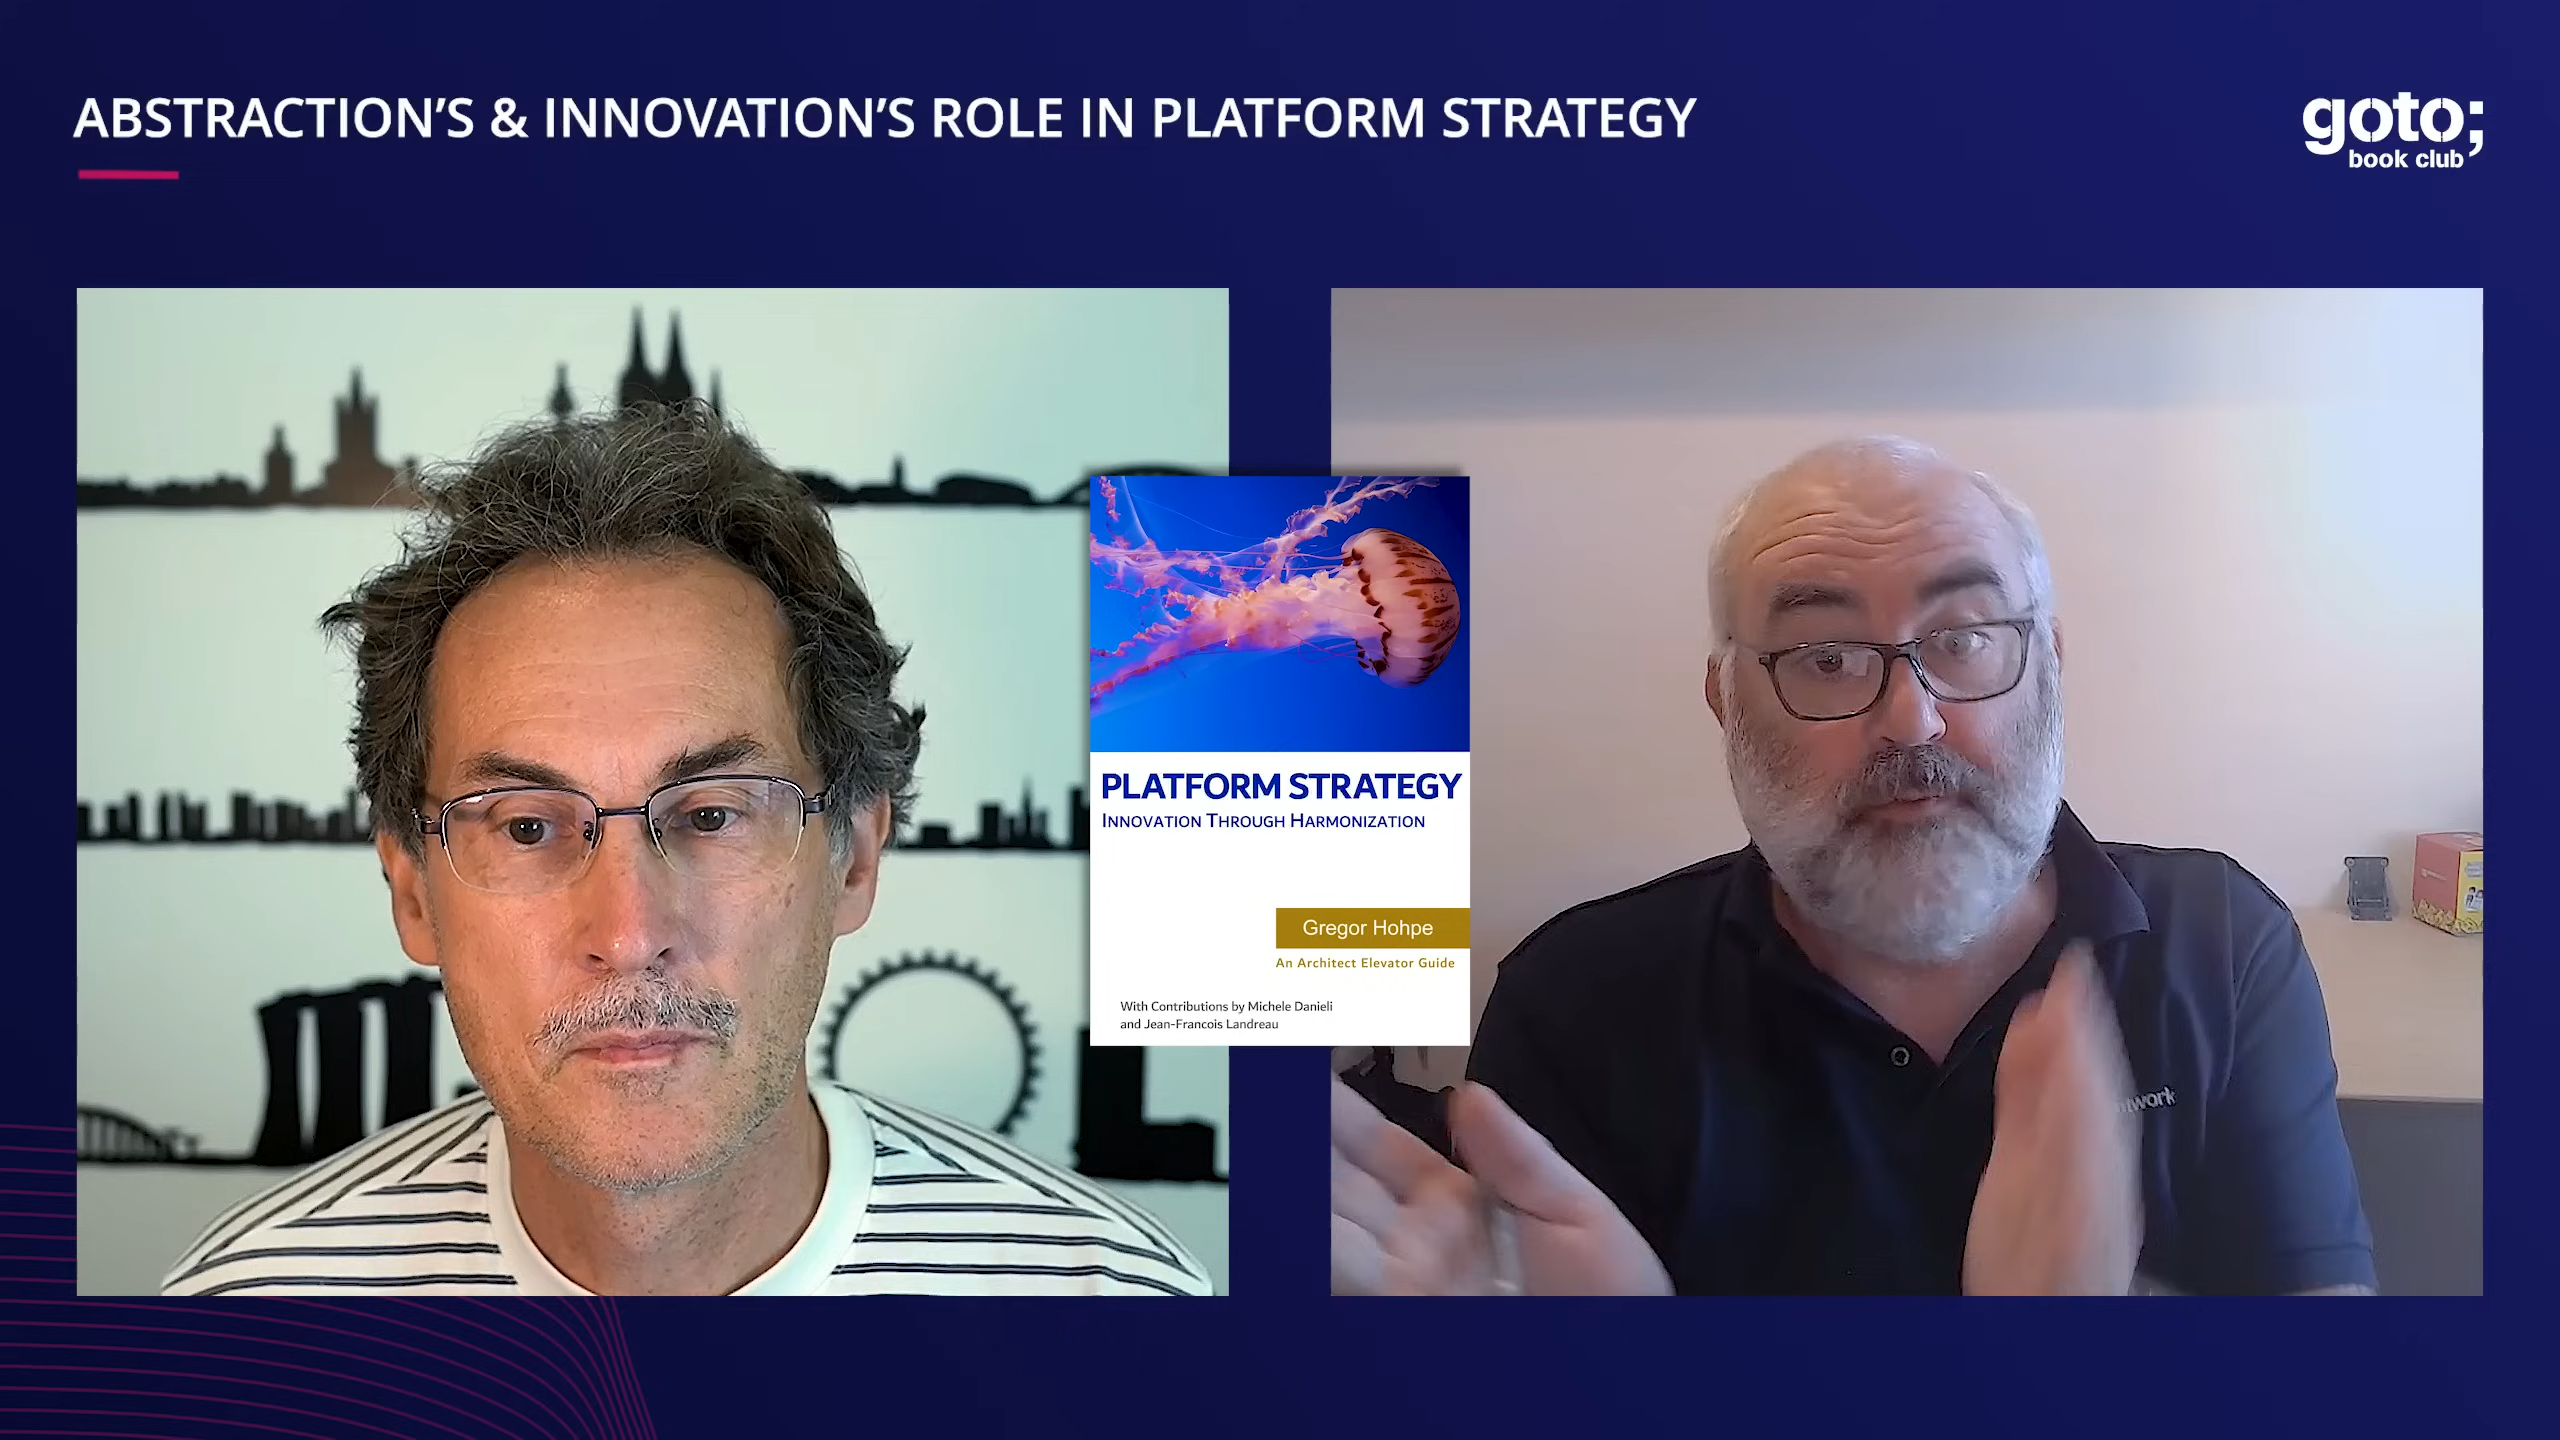 ABSTRACTION’S & INNOVATION’S ROLE IN PLATFORM STRATEGY
goto;
book club
PLATFORM STRATEGY
INNOVATION THROUGH HARMONIZATION
Gregor Hohpe
An Architect Elevator Guide
With Contributions by Michele Danieli
and Jean-Francois Landreau